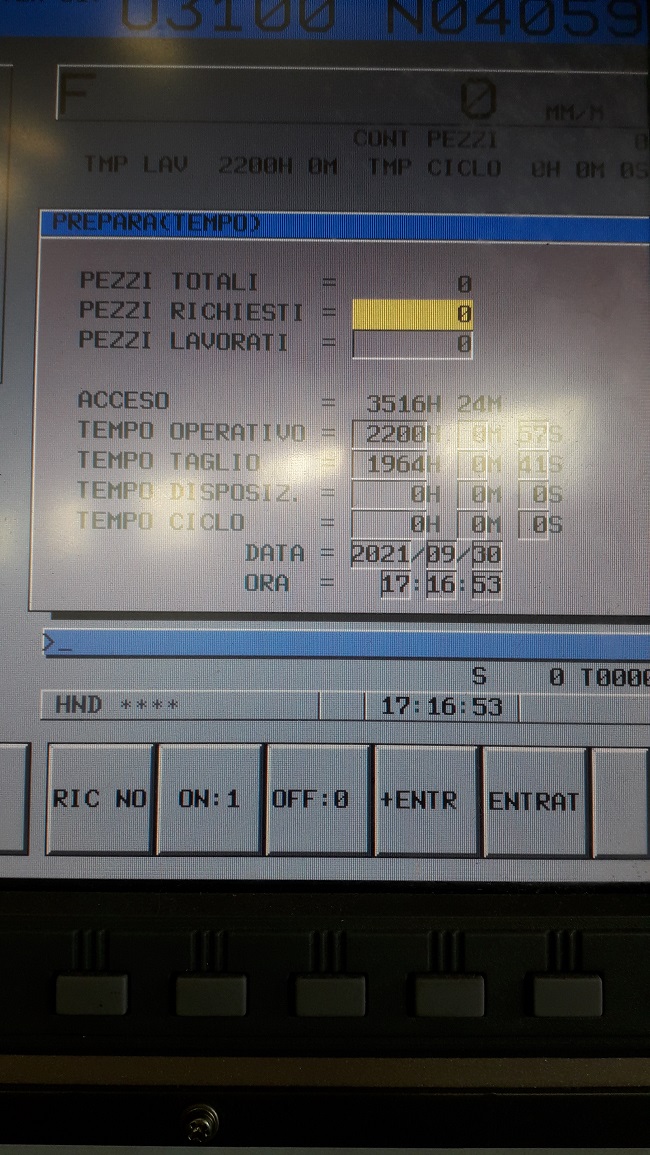 O3100 N04059
F 0 MM/M
CONT PEZZI 0
TMP LAV 2200H 0M TMP CICLO 0H 0M 0S
PREPARA(TEMPO)
PEZZI TOTALI = 0
PEZZI RICHIESTI = 0
PEZZI LAVORATI = 0
ACCESO = 3516H 24M
TEMPO OPERATIVO = 2200H 0M 57S
TEMPO TAGLIO = 1964H 0M 41S
TEMPO DISPOSIZ. = 0H 0M 0S
TEMPO CICLO = 0H 0M 0S
DATA = 2021/09/30
ORA = 17:16:53
>_
S 0 T0000
HND **** 17:16:53
RIC NO ON:1 OFF:0 +ENTR ENTRAT